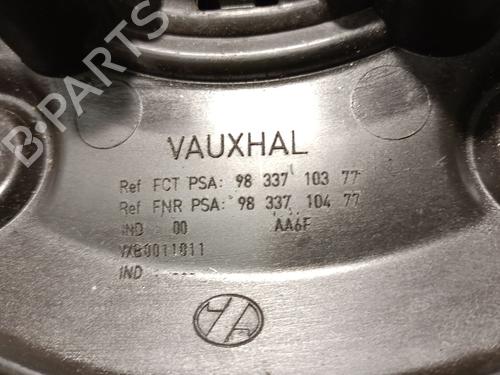 B-PARTS
VAUXHAL
Ref FCT PSA: 98 337 103 77
Ref FNR PSA: 98 337 104 77
IND 00 AA6F
YXB0011011
IND